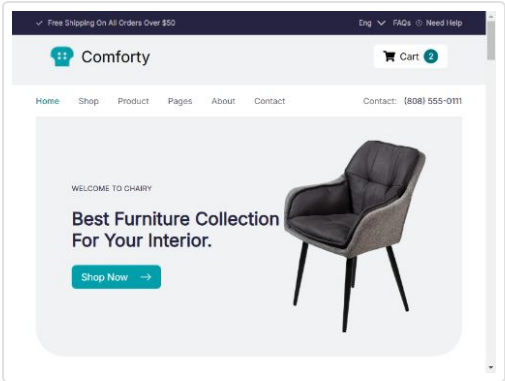 Free Shipping On All Orders Over $50
Eng FAQs Need Help
Comforty
Cart 2
Home Shop Product Pages About Contact
Contact: (808) 555-0111
WELCOME TO CHAIRY
Best Furniture Collection
For Your Interior.
Shop Now →